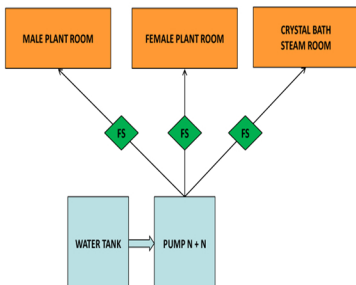 MALE PLANT ROOM
FEMALE PLANT ROOM
CRYSTAL BATH
STEAM ROOM
FS
FS
FS
WATER TANK
PUMP N + N